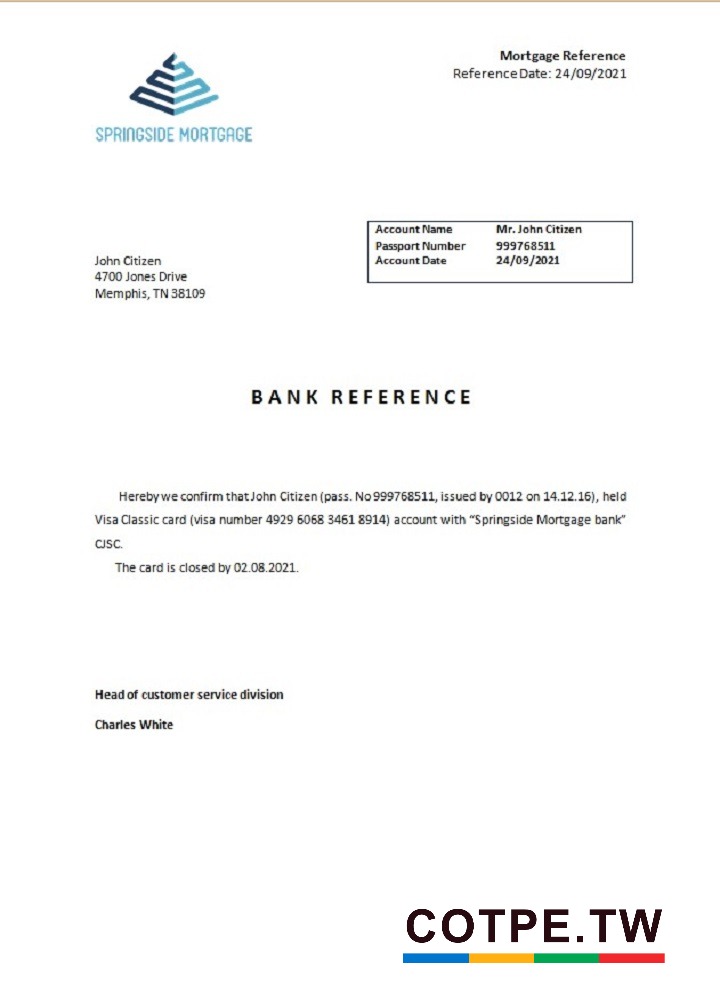 SPRINGSIDE MORTGAGE
Mortgage Reference
Reference Date: 24/09/2021
Account Name Mr. John Citizen
Passport Number 999768511
Account Date 24/09/2021
John Citizen
4700 Jones Drive
Memphis, TN 38109
BANK REFERENCE
Hereby we confirm that John Citizen (pass. No 999768511, issued by 0012 on 14.12.16), held
Visa Classic card (visa number 4929 6068 3461 8914) account with “Springside Mortgage bank”
CJSC.
The card is closed by 02.08.2021.
Head of customer service division
Charles White
COTPE.TW